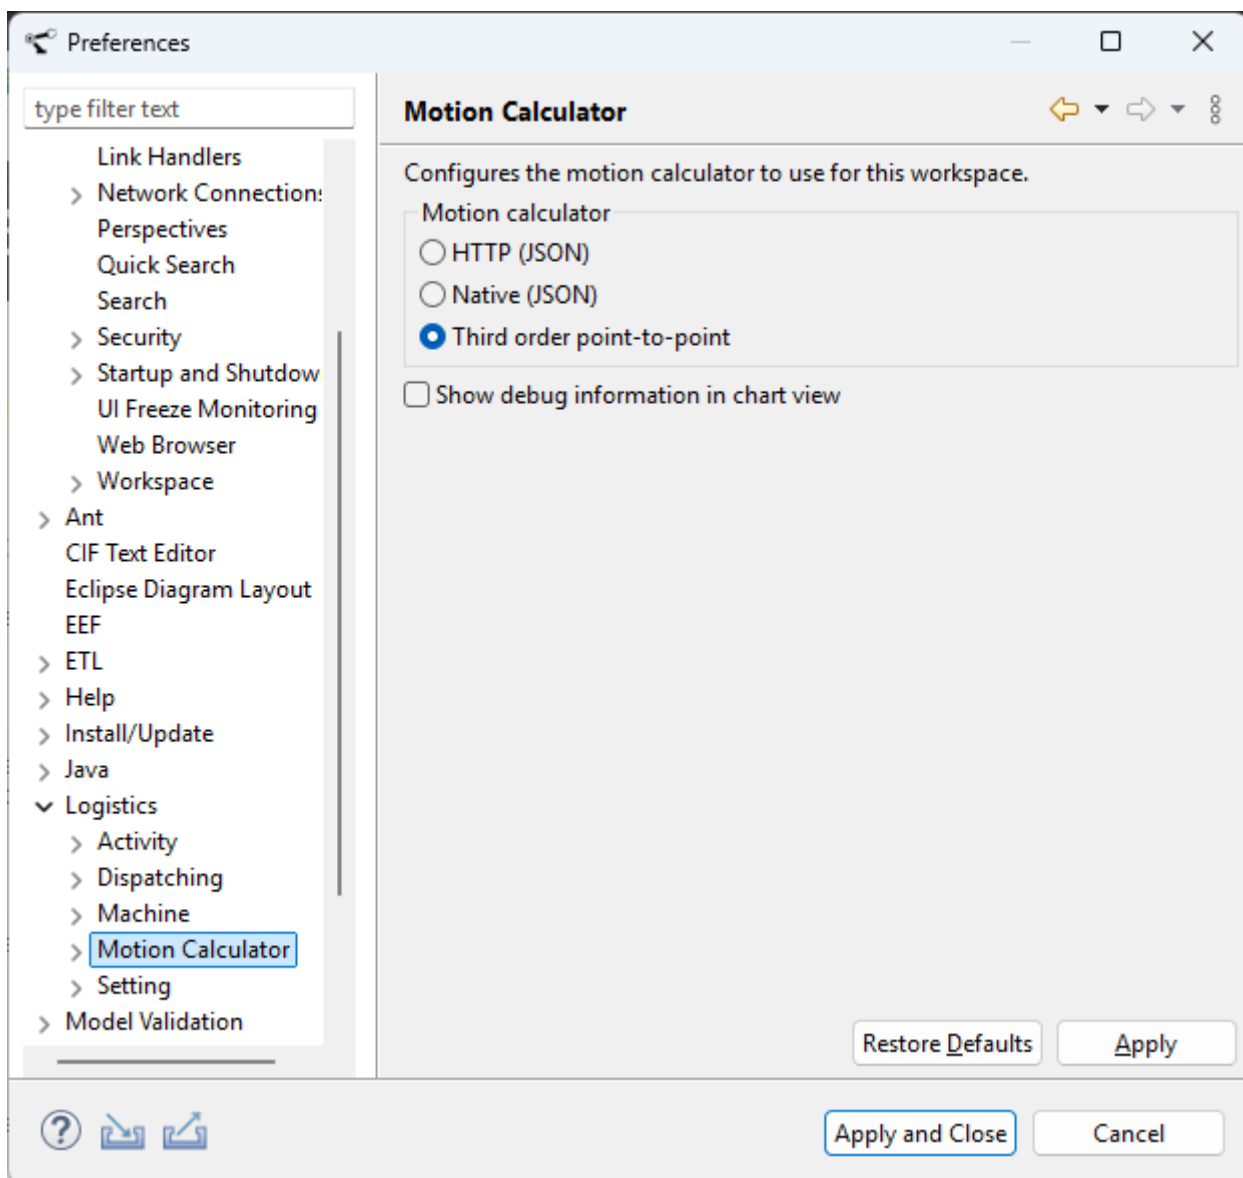 Preferences
type filter text
Link Handlers
Network Connection
Perspectives
Quick Search
Search
Security
Startup and Shutdow
UI Freeze Monitoring
Web Browser
Workspace
Ant
CIF Text Editor
Eclipse Diagram Layout
EEF
ETL
Help
Install/Update
Java
Logistics
Activity
Dispatching
Machine
Motion Calculator
Setting
Model Validation
Motion Calculator
Configures the motion calculator to use for this workspace.
Motion calculator
HTTP (JSON)
Native (JSON)
Third order point-to-point
Show debug information in chart view
Restore Defaults
Apply
Apply and Close
Cancel